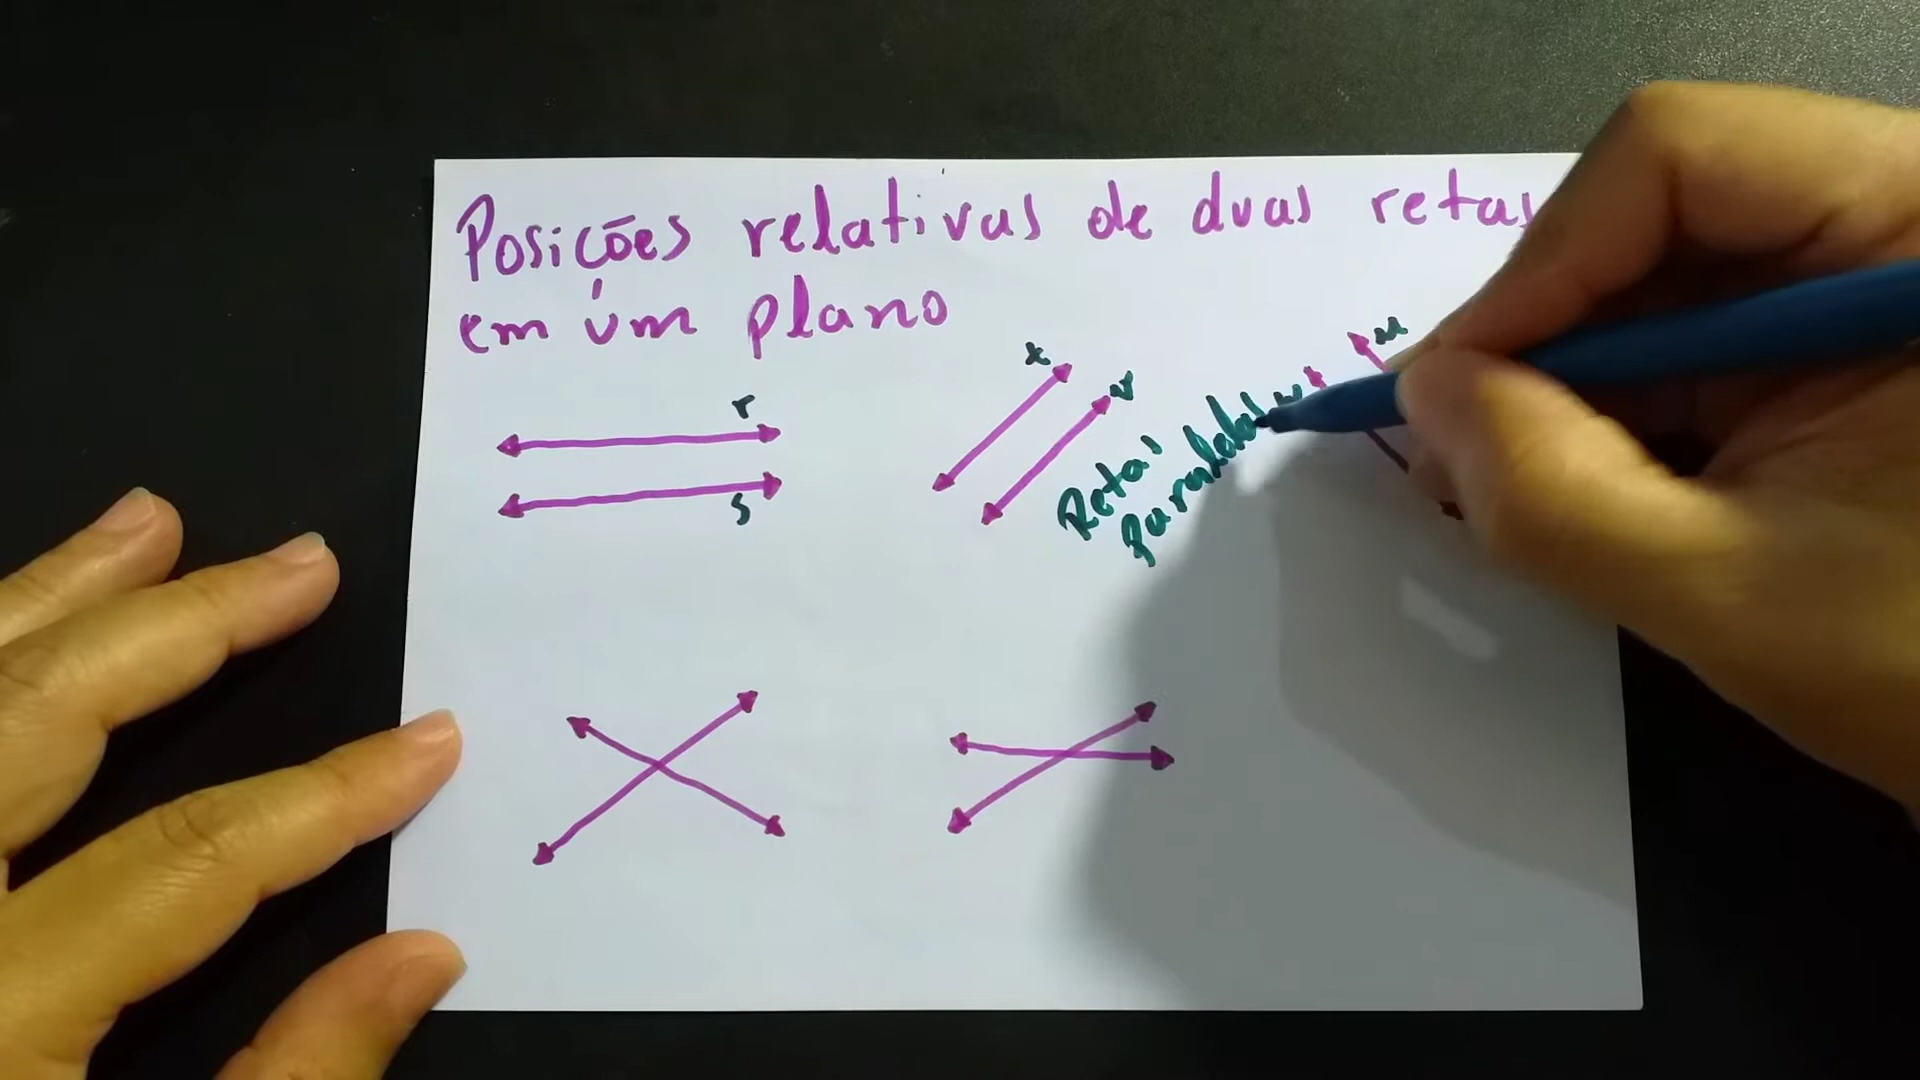 Posições relativas de duas retas
em um plano
r
s
t
v
Retas
paralelas
w
u